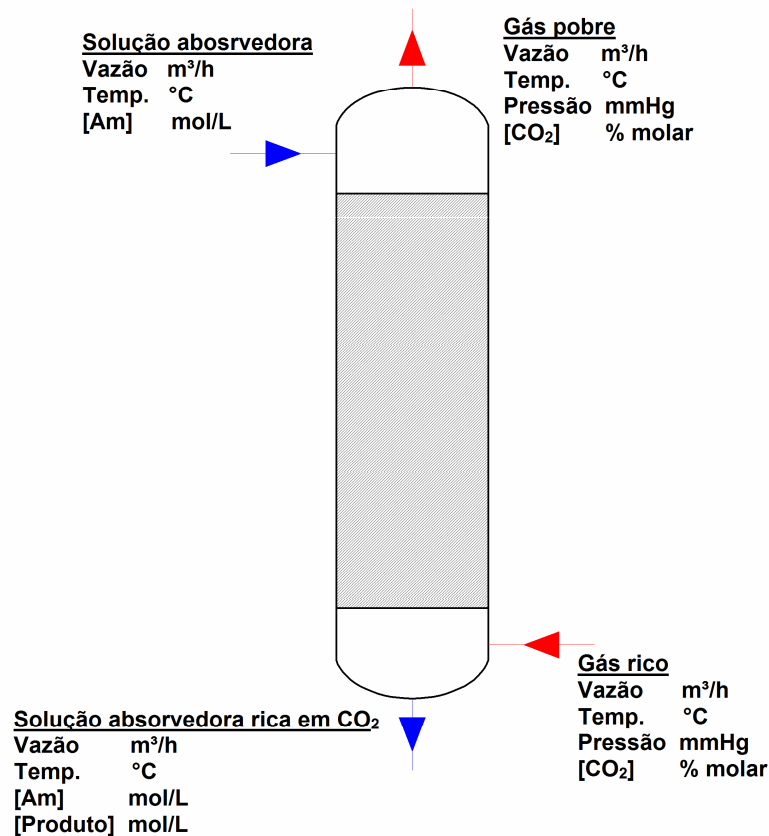 Solução abosrvedora
Vazão m³/h
Temp. °C
[Am] mol/L
Gás pobre
Vazão m³/h
Temp. °C
Pressão mmHg
[CO₂] % molar
Gás rico
Vazão m³/h
Temp. °C
Pressão mmHg
[CO₂] % molar
Solução absorvedora rica em CO₂
Vazão m³/h
Temp. °C
[Am] mol/L
[Produto] mol/L